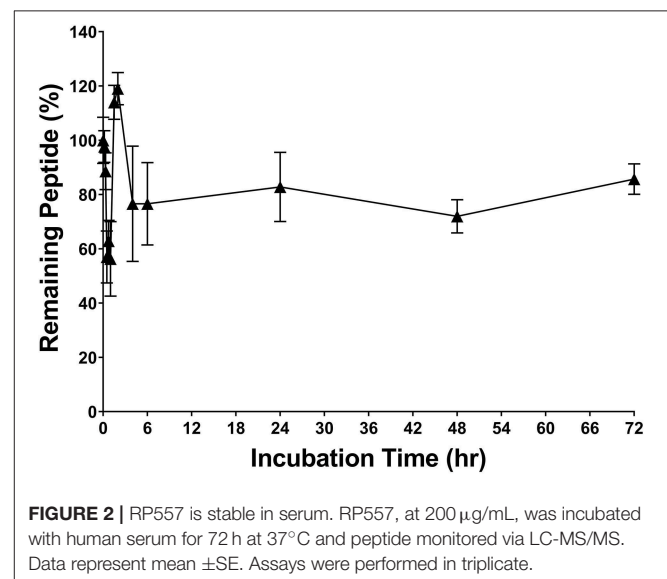 140
120
100
80
60
40
20
0
Remaining Peptide (%)
0 6 12 18 24 30 36 42 48 54 60 66 72
Incubation Time (hr)
FIGURE 2 | RP557 is stable in serum. RP557, at 200 μg/mL, was incubated
with human serum for 72 h at 37°C and peptide monitored via LC-MS/MS.
Data represent mean ±SE. Assays were performed in triplicate.